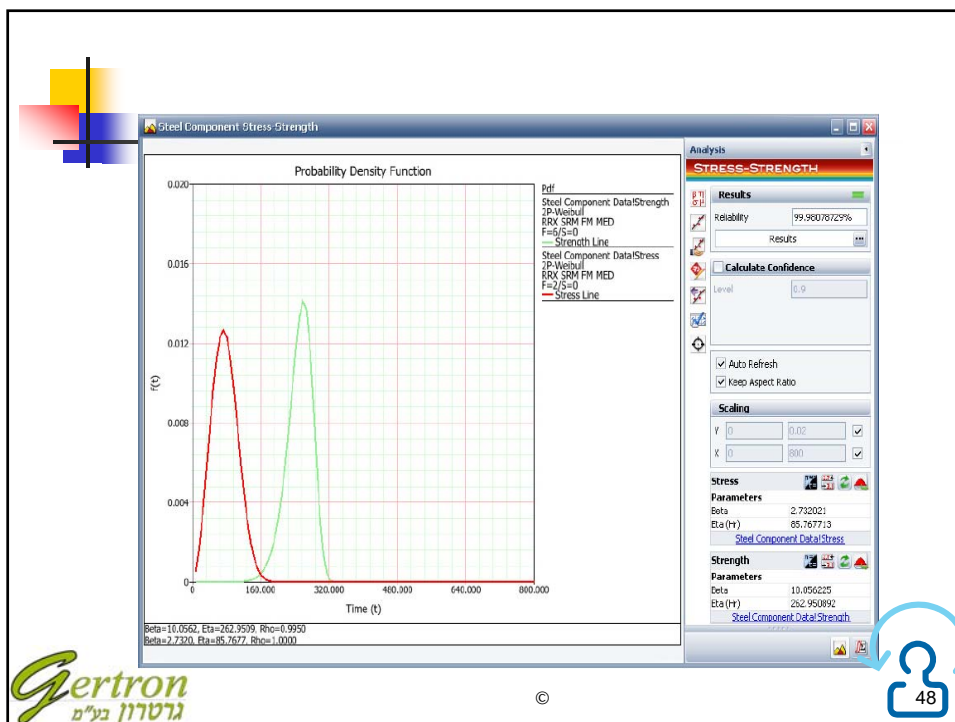 Steel Component Stress-Strength
Probability Density Function
0.020
0.016
0.012
0.008
0.004
0
f(t)
0
160.000
320.000
480.000
640.000
800.000
Time (t)
Pdf
Steel Component Data!Strength
2P-Weibull
RRX SRM FM MED
F=6/S=0
Strength Line
Steel Component Data!Stress
2P-Weibull
RRX SRM FM MED
F=2/S=0
Stress Line
Beta=10.0562, Eta=262.9509, Rho=0.9950
Beta=2.7320, Eta=85.7677, Rho=1.0000
Analysis
STRESS-STRENGTH
Results
Reliability 99.98078729%
Results ...
Calculate Confidence
Level 0.9
Auto Refresh
Keep Aspect Ratio
Scaling
Y 0 0.02
X 0 800
Stress
Parameters
Beta 2.732021
Eta (Hr) 85.767713
Steel Component Data!Stress
Strength
Parameters
Beta 10.056225
Eta (Hr) 262.950892
Steel Component Data!Strength
Gertron
גרטרון בע"מ
©
48